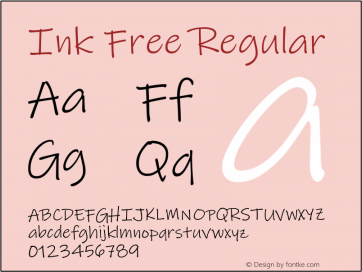 Ink Free Regular
Aa Ff
Gg Qq
a
ABCDEFGHIJKLMNOPQRSTUVWXYZ
abcdefghijklmnopqrstuvwxyz
0123456789
© Design by fontke.com